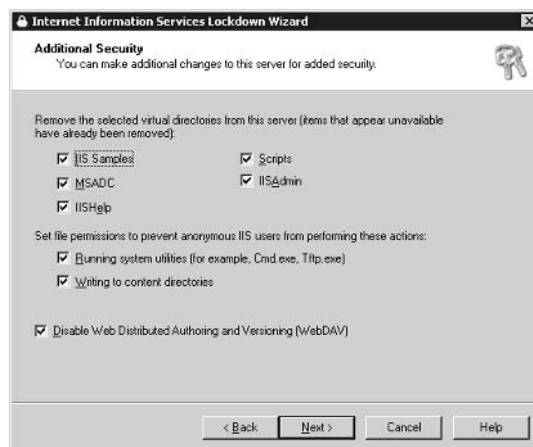 Internet Information Services Lockdown Wizard
Additional Security
You can make additional changes to this server for added security.
Remove the selected virtual directories from this server (items that appear unavailable
have already been removed):
IIS Samples
Scripts
MSADC
IISAdmin
IISHelp
Set file permissions to prevent anonymous IIS users from performing these actions:
Running system utilities (for example, Cmd.exe, Tftp.exe)
Writing to content directories
Disable Web Distributed Authoring and Versioning (WebDAV)
< Back
Next >
Cancel
Help